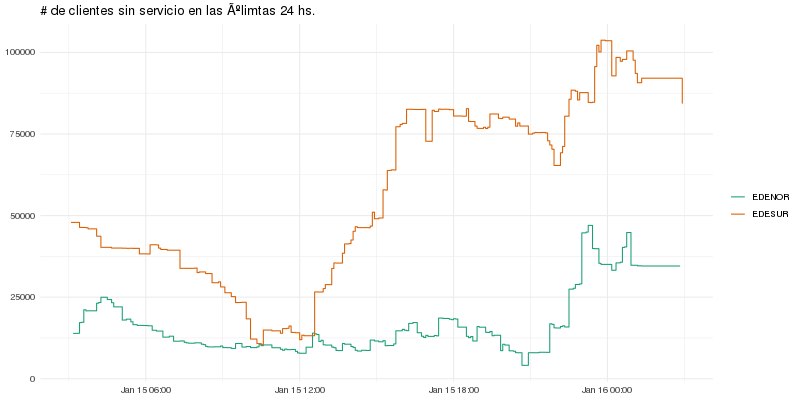 # de clientes sin servicio en las Ãºlimtas 24 hs.
100000
75000
50000
25000
0
Jan 15 06:00
Jan 15 12:00
Jan 15 18:00
Jan 16 00:00
EDENOR
EDESUR